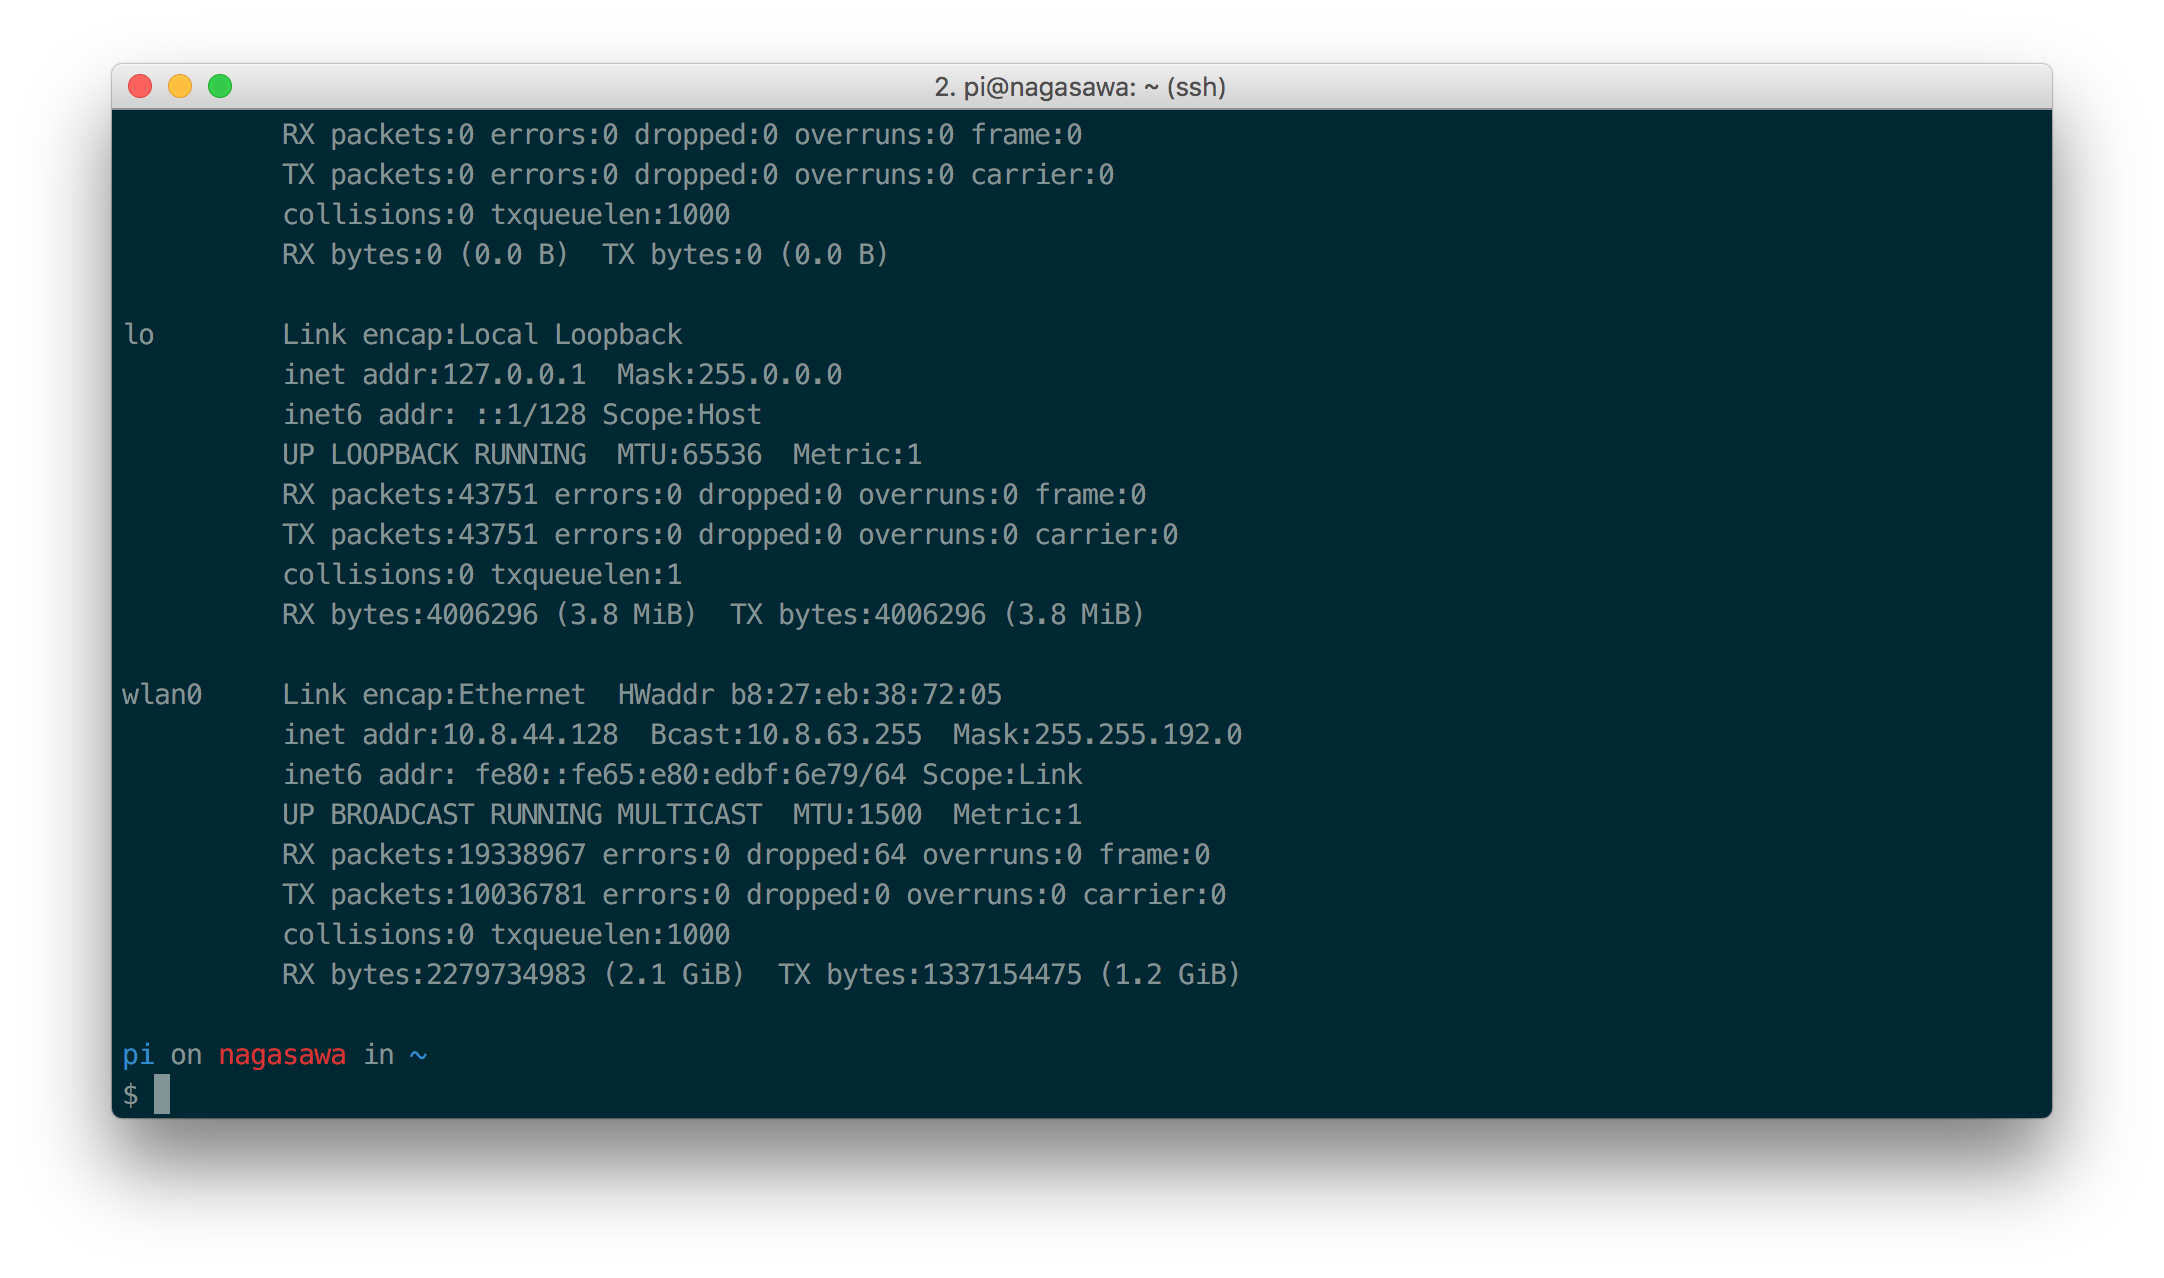 2. pi@nagasawa: ~ (ssh)
RX packets:0 errors:0 dropped:0 overruns:0 frame:0
TX packets:0 errors:0 dropped:0 overruns:0 carrier:0
collisions:0 txqueuelen:1000
RX bytes:0 (0.0 B)  TX bytes:0 (0.0 B)
lo        Link encap:Local Loopback
inet addr:127.0.0.1  Mask:255.0.0.0
inet6 addr: ::1/128 Scope:Host
UP LOOPBACK RUNNING  MTU:65536  Metric:1
RX packets:43751 errors:0 dropped:0 overruns:0 frame:0
TX packets:43751 errors:0 dropped:0 overruns:0 carrier:0
collisions:0 txqueuelen:1
RX bytes:4006296 (3.8 MiB)  TX bytes:4006296 (3.8 MiB)
wlan0     Link encap:Ethernet  HWaddr b8:27:eb:38:72:05
inet addr:10.8.44.128  Bcast:10.8.63.255  Mask:255.255.192.0
inet6 addr: fe80::fe65:e80:edbf:6e79/64 Scope:Link
UP BROADCAST RUNNING MULTICAST  MTU:1500  Metric:1
RX packets:19338967 errors:0 dropped:64 overruns:0 frame:0
TX packets:10036781 errors:0 dropped:0 overruns:0 carrier:0
collisions:0 txqueuelen:1000
RX bytes:2279734983 (2.1 GiB)  TX bytes:1337154475 (1.2 GiB)
pi on nagasawa in ~
$